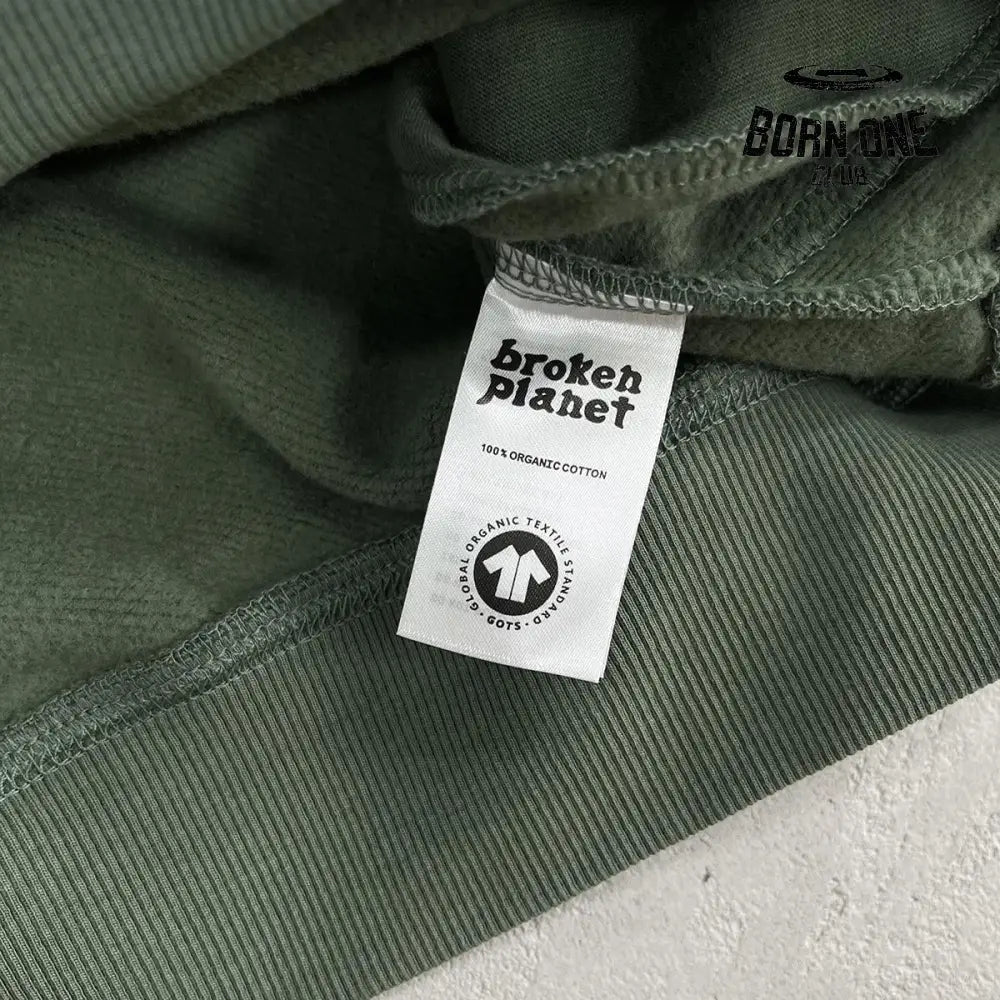 BORN ONE
CLUB
broken
planet
100% ORGANIC COTTON
GLOBAL ORGANIC TEXTILE STANDARD
· GOTS ·